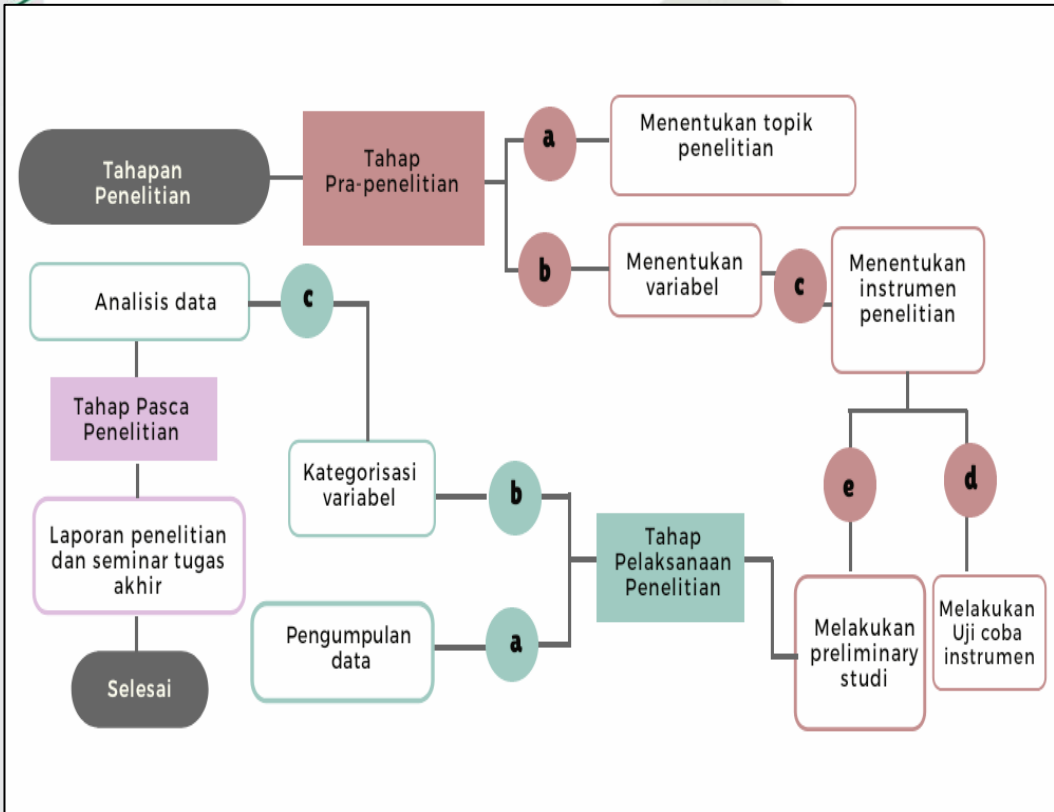 Tahapan
Penelitian
Tahap
Pra-penelitian
a
Menentukan topik
penelitian
b
Menentukan
variabel
c
Menentukan
instrumen
penelitian
d
Melakukan
Uji coba
instrumen
e
Melakukan
preliminary
studi
Tahap
Pelaksanaan
Penelitian
a
Pengumpulan
data
b
Kategorisasi
variabel
c
Analisis data
Tahap Pasca
Penelitian
Laporan penelitian
dan seminar tugas
akhir
Selesai